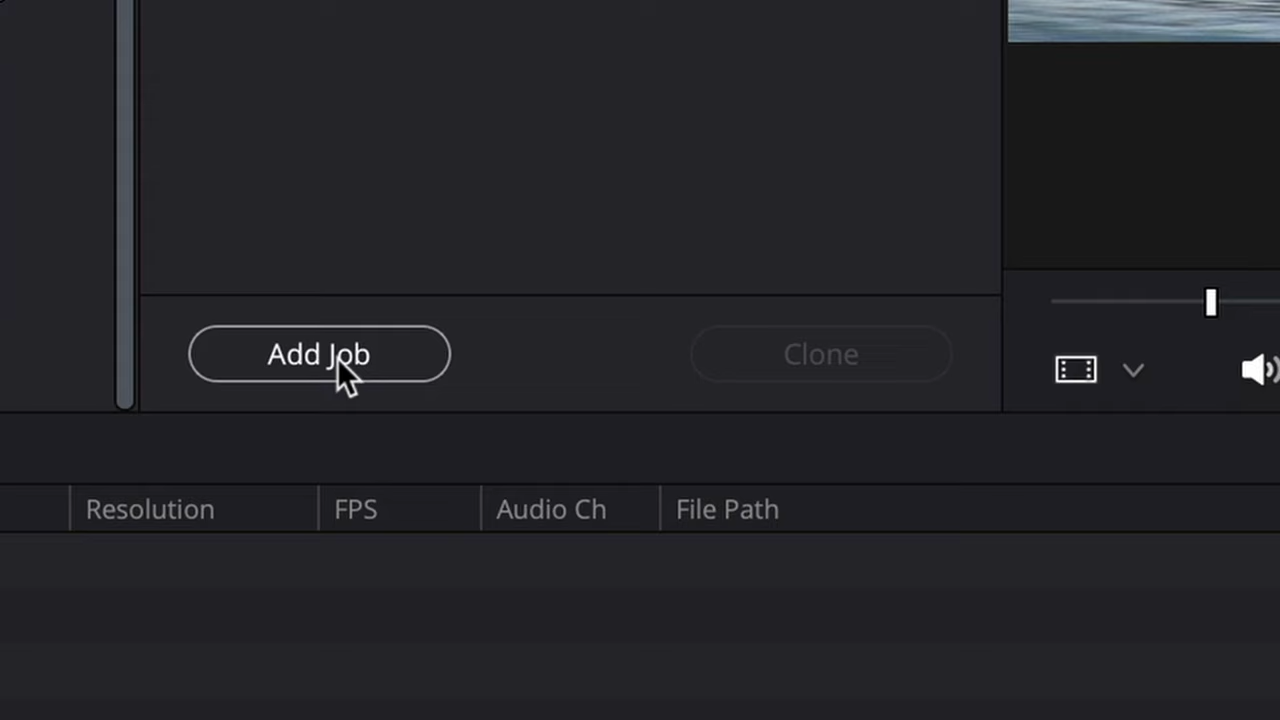 Add Job
Clone
Resolution
FPS
Audio Ch
File Path